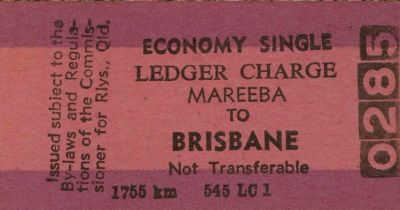 Issued subject to the
By-laws and Regula-
tions of the Commis-
sioner for Rlys., Qld.
ECONOMY SINGLE
LEDGER CHARGE
MAREEBA
TO
BRISBANE
Not Transferable
1755 km 545 LC 1
0285